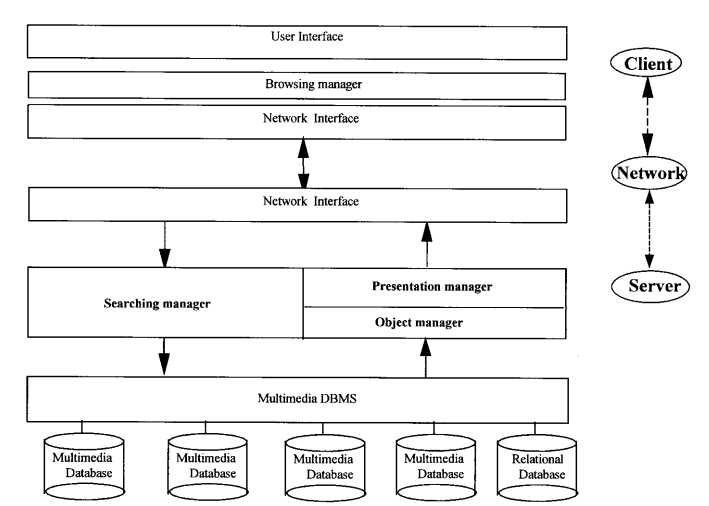 User Interface
Browsing manager
Network Interface
Network Interface
Searching manager
Presentation manager
Object manager
Multimedia DBMS
Multimedia
Database
Multimedia
Database
Multimedia
Database
Multimedia
Database
Relational
Database
Client
Network
Server